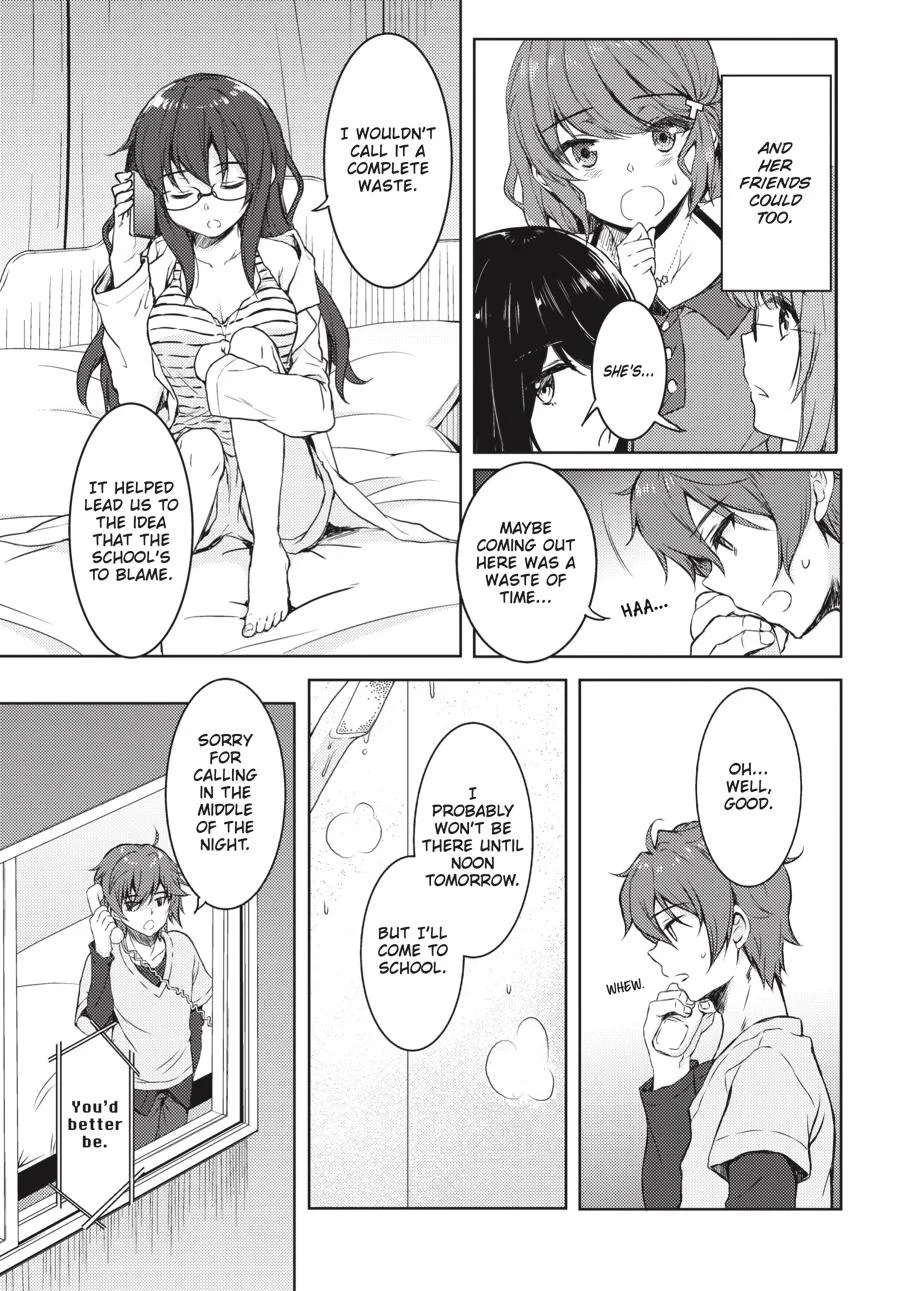 AND
HER
FRIENDS
COULD
TOO.
SHE'S...
MAYBE
COMING OUT
HERE WAS A
WASTE OF
TIME...
HAA...
I WOULDN'T
CALL IT A
COMPLETE
WASTE.
IT HELPED
LEAD US TO
THE IDEA
THAT THE
SCHOOL'S
TO BLAME.
OH...
WELL,
GOOD.
WHEW.
I
PROBABLY
WON'T BE
THERE UNTIL
NOON
TOMORROW.
BUT I'LL
COME TO
SCHOOL.
SORRY
FOR
CALLING
IN THE
MIDDLE
OF THE
NIGHT.
You'd
better
be.